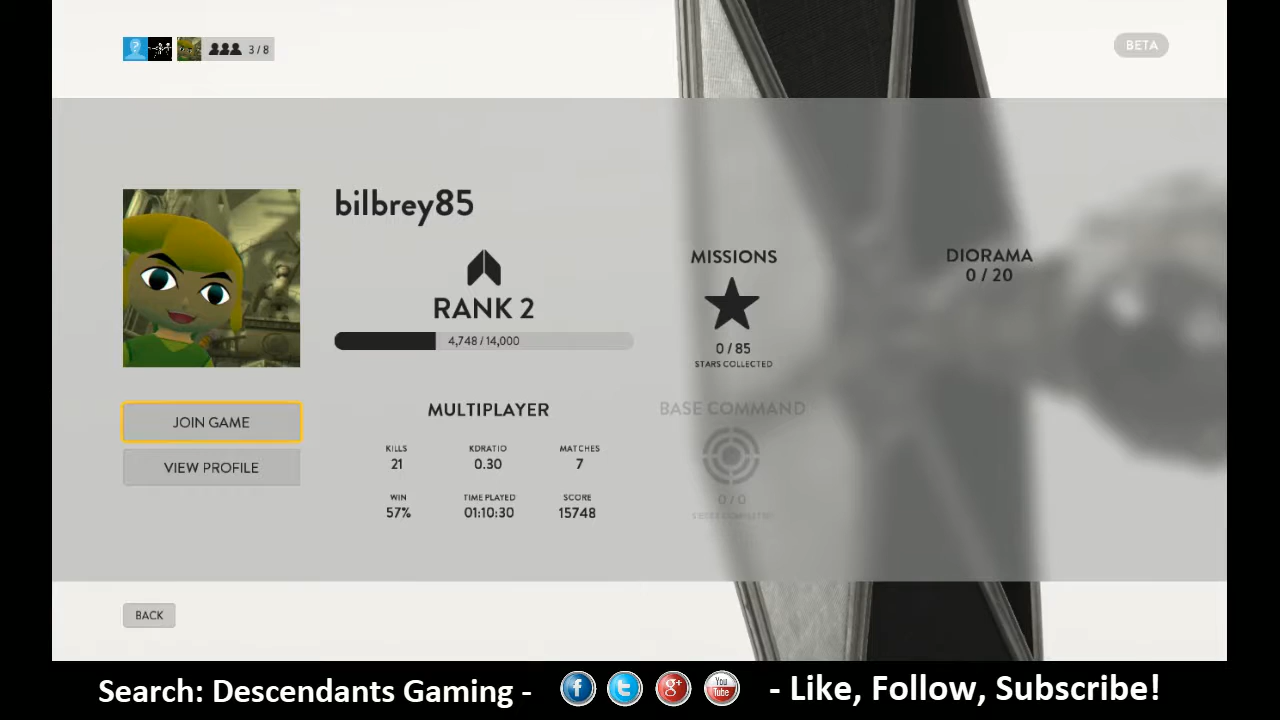 3 / 8
BETA
bilbrey85
RANK 2
4,748 / 14,000
MISSIONS
0 / 85
STARS COLLECTED
DIORAMA
0 / 20
JOIN GAME
VIEW PROFILE
MULTIPLAYER
KILLS KDRATIO MATCHES
21 0.30 7
WIN TIME PLAYED SCORE
57% 01:10:30 15748
BASE COMMAND
0 / 0
BACK
Search: Descendants Gaming - f g+ You Tube - Like, Follow, Subscribe!